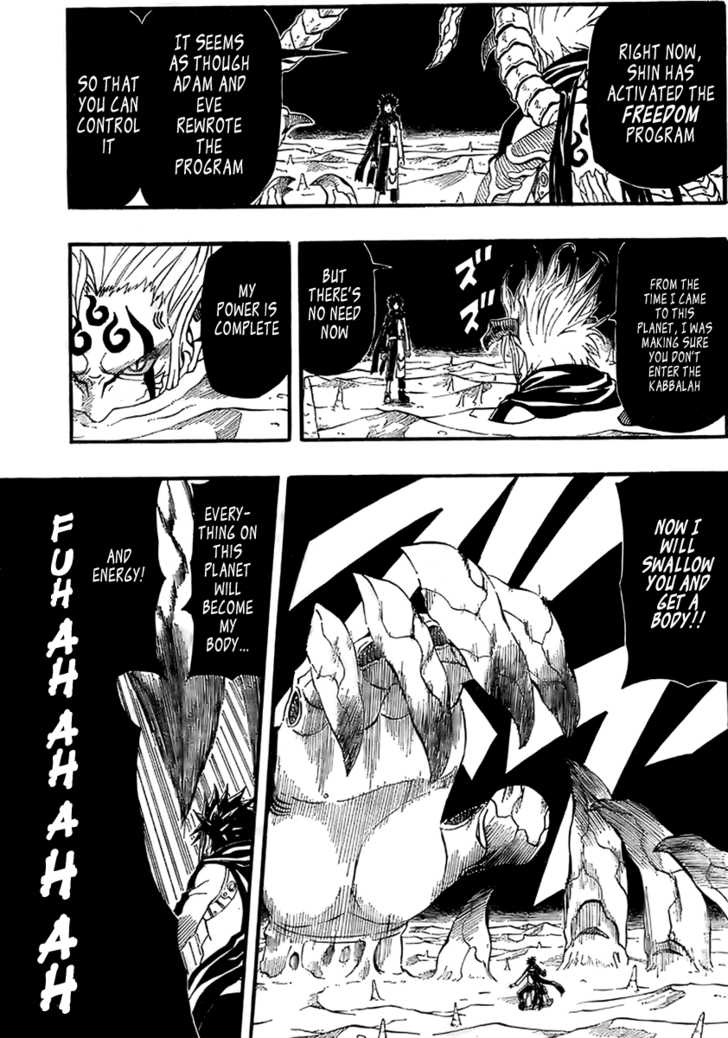 RIGHT NOW,
SHIN HAS
ACTIVATED THE
FREEDOM
PROGRAM
IT SEEMS
AS THOUGH
ADAM AND
EVE
REWROTE
THE
PROGRAM
SO THAT
YOU CAN
CONTROL
IT
FROM THE
TIME I CAME
TO THIS
PLANET, I WAS
MAKING SURE
YOU DON'T
ENTER THE
KABBALAH
ズズ
BUT
THERE'S
NO NEED
NOW
MY
POWER IS
COMPLETE
NOW I
WILL
SWALLOW
YOU AND
GET A
BODY!!
EVERY-
THING ON
THIS
PLANET
WILL
BECOME
MY
BODY...
AND
ENERGY!
FUHAHAHAHAHAH